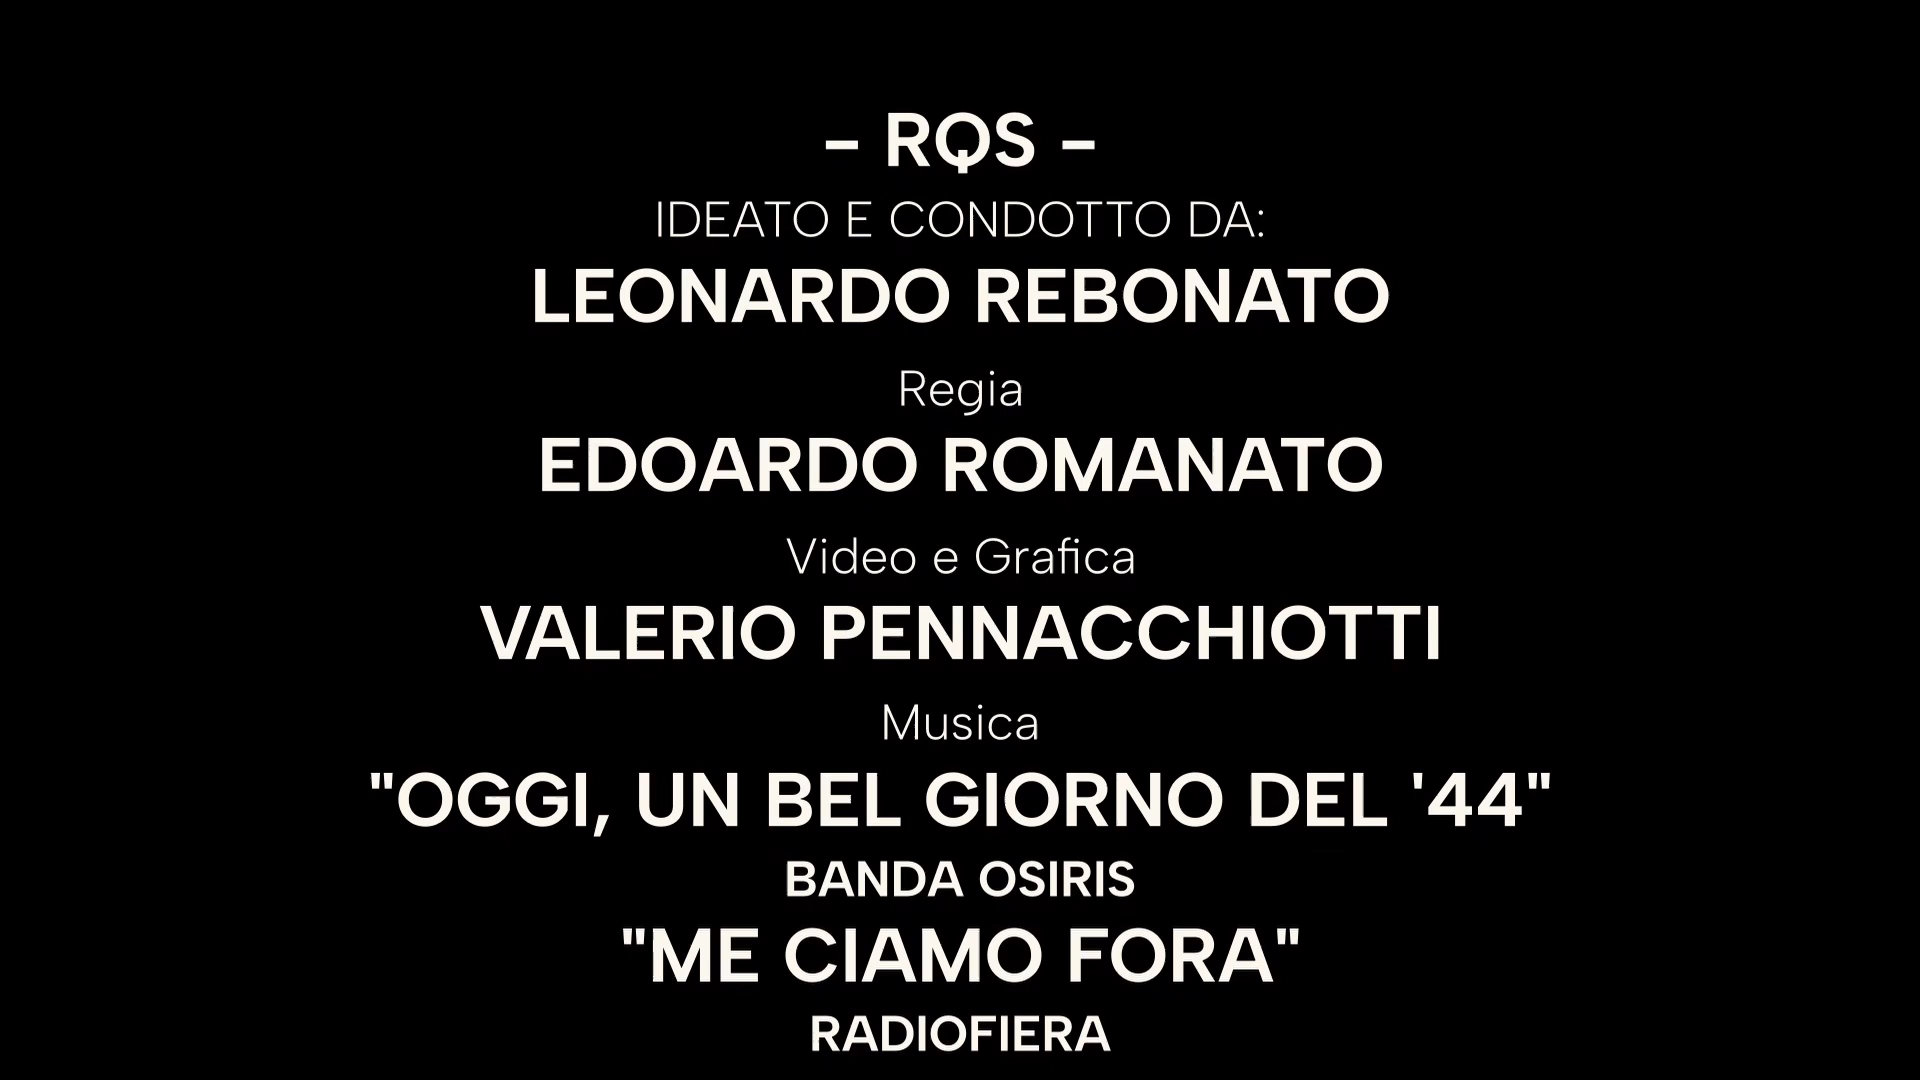 – RQS –
IDEATO E CONDOTTO DA:
LEONARDO REBONATO
Regia
EDOARDO ROMANATO
Video e Grafica
VALERIO PENNACCHIOTTI
Musica
"OGGI, UN BEL GIORNO DEL '44"
BANDA OSIRIS
"ME CIAMO FORA"
RADIOFIERA